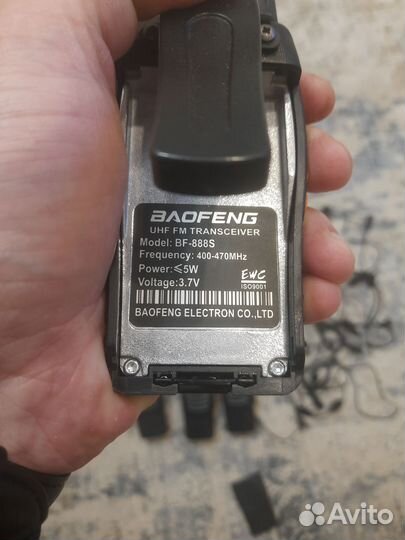 BAOFENG
UHF FM TRANSCEIVER
Model: BF-888S
Frequency: 400-470MHz
Power:⩽5W
EWC
Voltage:3.7V
ISO9001
BAOFENG ELECTRON CO.,LTD
Avito